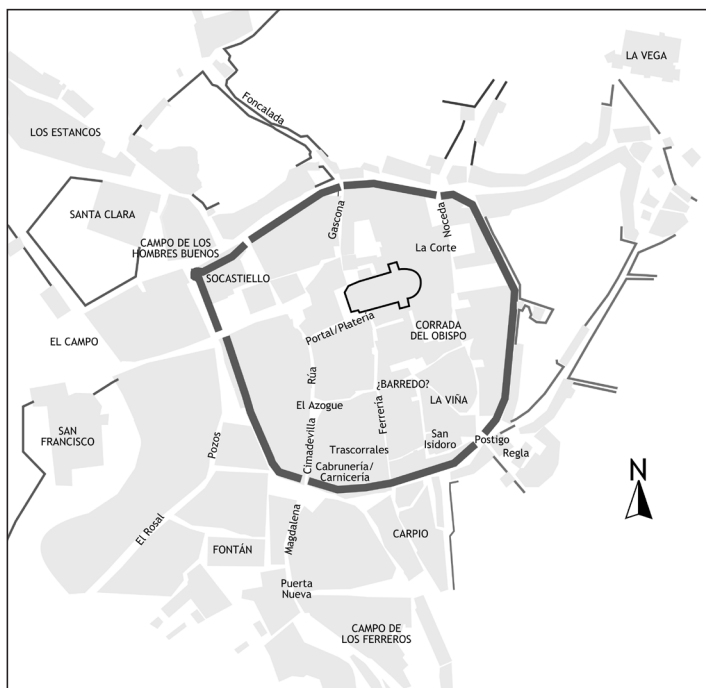 LA VEGA
Foncalada
LOS ESTANCOS
SANTA CLARA
Gascona
Noceda
CAMPO DE LOS
HOMBRES BUENOS
La Corte
SOCASTIELLO
EL CAMPO
Portal/Platería
CORRADA
DEL OBISPO
Rúa
¿BARREDO?
LA VIÑA
El Azogue
Ferrería
SAN
FRANCISCO
Pozos
Cimadevilla
Trascorrales
San
Isidoro
Postigo
Regla
Cabrunería/
Carnicería
N
El Rosal
Magdalena
CARPIO
FONTÁN
Puerta
Nueva
CAMPO DE
LOS FERREROS